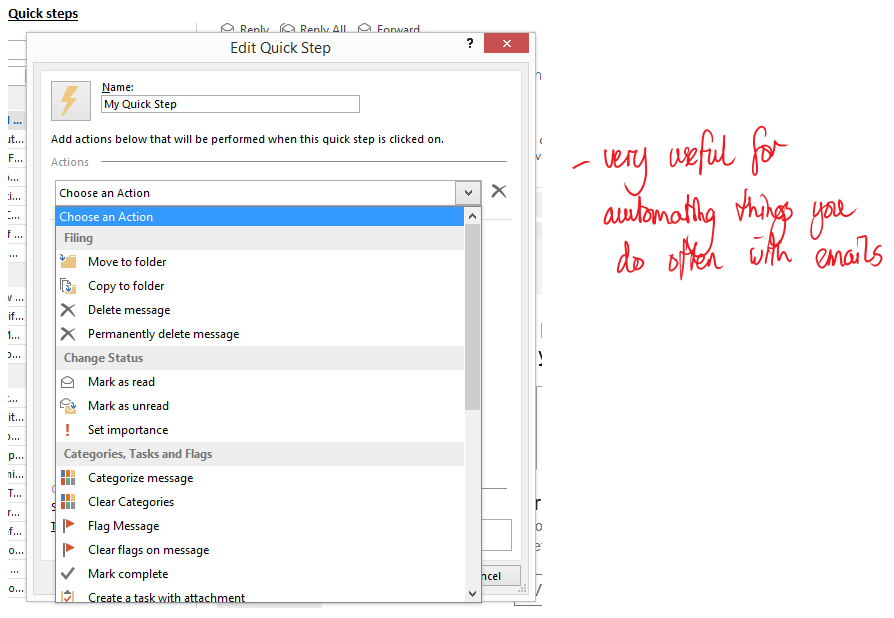 Quick steps
Reply Reply All Forward
Edit Quick Step
?
Name:
My Quick Step
Add actions below that will be performed when this quick step is clicked on.
Actions
Choose an Action
Choose an Action
Filing
Move to folder
Copy to folder
Delete message
Permanently delete message
Change Status
Mark as read
Mark as unread
Set importance
Categories, Tasks and Flags
Categorize message
Clear Categories
Flag Message
Clear flags on message
Mark complete
Create a task with attachment
ncel
- very useful for
automating things you
do often with emails